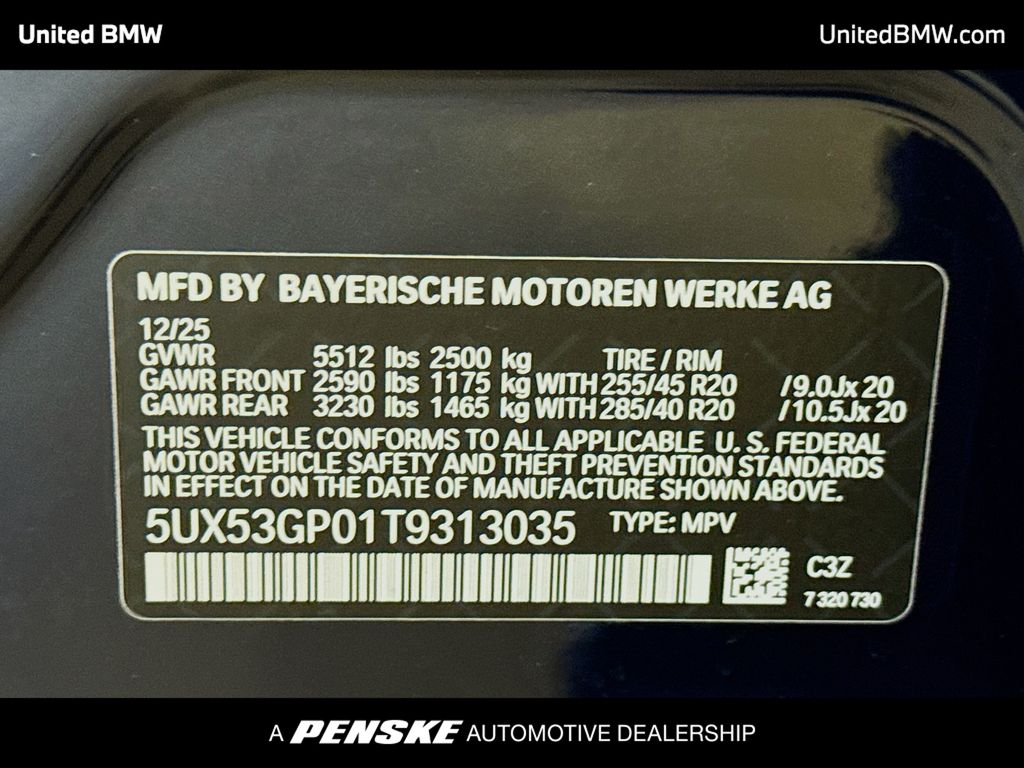 United BMW
UnitedBMW.com
MFD BY BAYERISCHE MOTOREN WERKE AG
12/25
GVWR 5512 lbs 2500 kg TIRE / RIM
GAWR FRONT 2590 lbs 1175 kg WITH 255/45 R20 /9.0Jx 20
GAWR REAR 3230 lbs 1465 kg WITH 285/40 R20 /10.5Jx 20
THIS VEHICLE CONFORMS TO ALL APPLICABLE U. S. FEDERAL
MOTOR VEHICLE SAFETY AND THEFT PREVENTION STANDARDS
IN EFFECT ON THE DATE OF MANUFACTURE SHOWN ABOVE.
5UX53GP01T9313035 TYPE: MPV
C3Z
7 320 730
A PENSKE AUTOMOTIVE DEALERSHIP